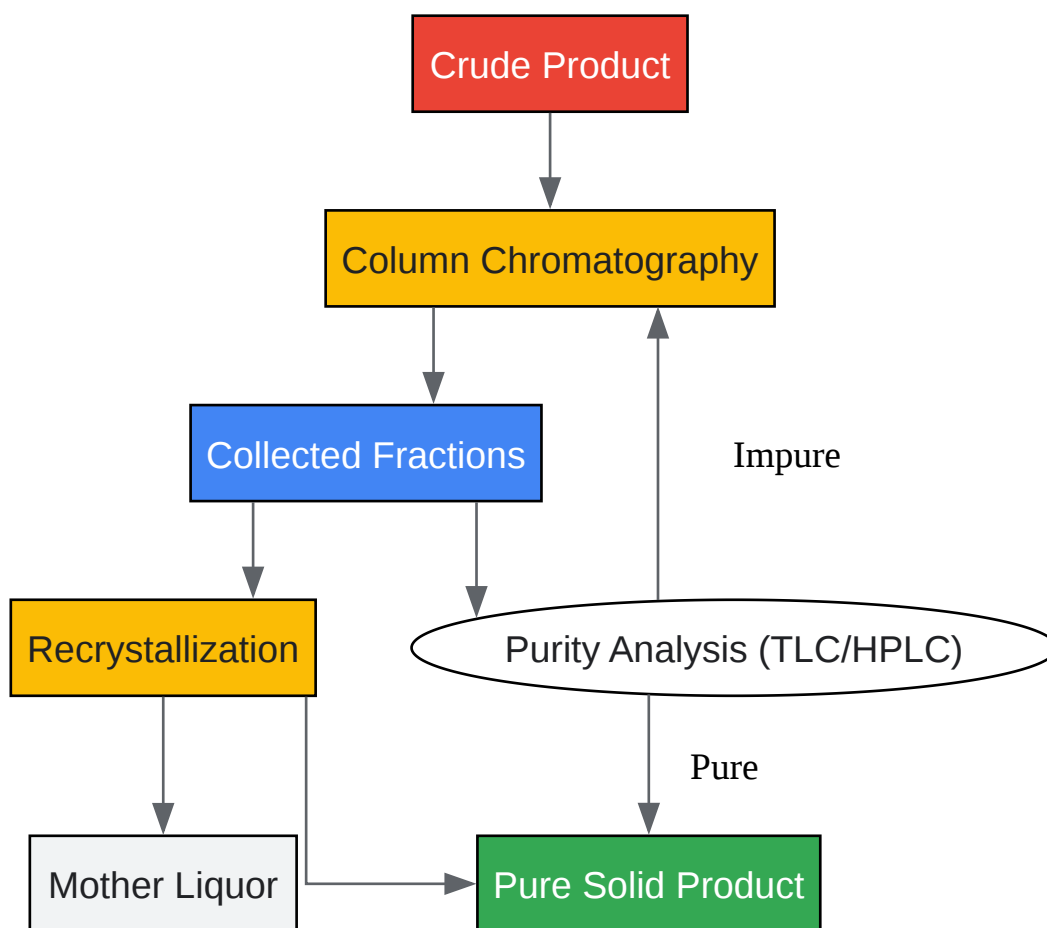 Crude Product
Column Chromatography
Collected Fractions
Impure
Recrystallization
Purity Analysis (TLC/HPLC)
Pure
Mother Liquor
Pure Solid Product